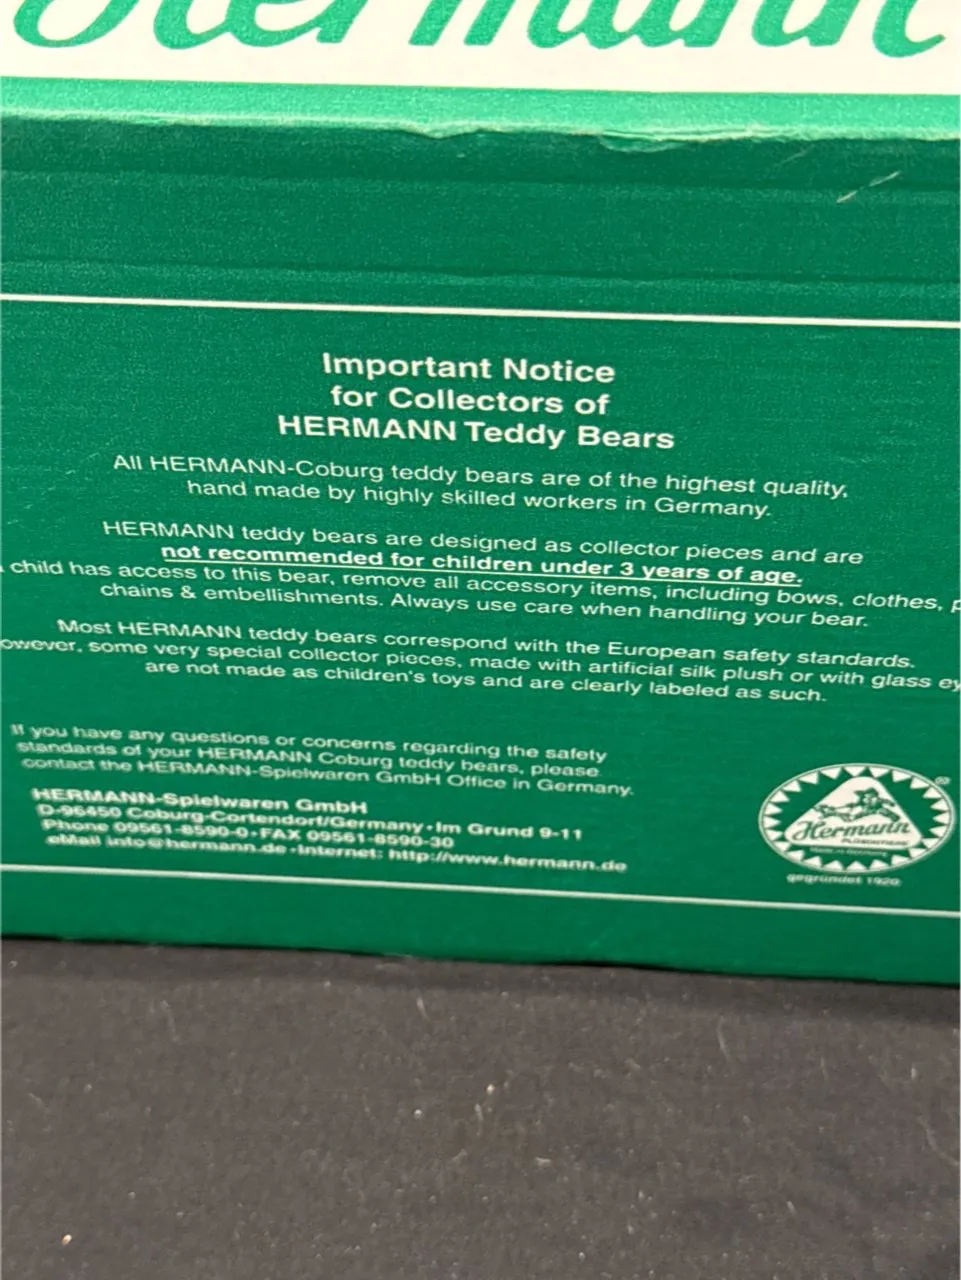 Hermann
Important Notice
for Collectors of
HERMANN Teddy Bears
All HERMANN-Coburg teddy bears are of the highest quality,
hand made by highly skilled workers in Germany.
HERMANN teddy bears are designed as collector pieces and are
not recommended for children under 3 years of age.
child has access to this bear, remove all accessory items, including bows, clothes,
chains & embellishments. Always use care when handling your bear.
Most HERMANN teddy bears correspond with the European safety standards.
owever, some very special collector pieces, made with artificial silk plush or with glass ey
are not made as children's toys and are clearly labeled as such.
If you have any questions or concerns regarding the safety
standards of your HERMANN Coburg teddy bears, please
contact the HERMANN-Spielwaren GmbH Office in Germany.
HERMANN-Spielwaren GmbH
D-96450 Coburg-Cortendorf/Germany·Im Grund 9-11
Phone 09561-8590-0·FAX 09561-8590-30
eMail info@hermann.de·Internet: http://www.hermann.de
®
Hermann
gegründet 1920